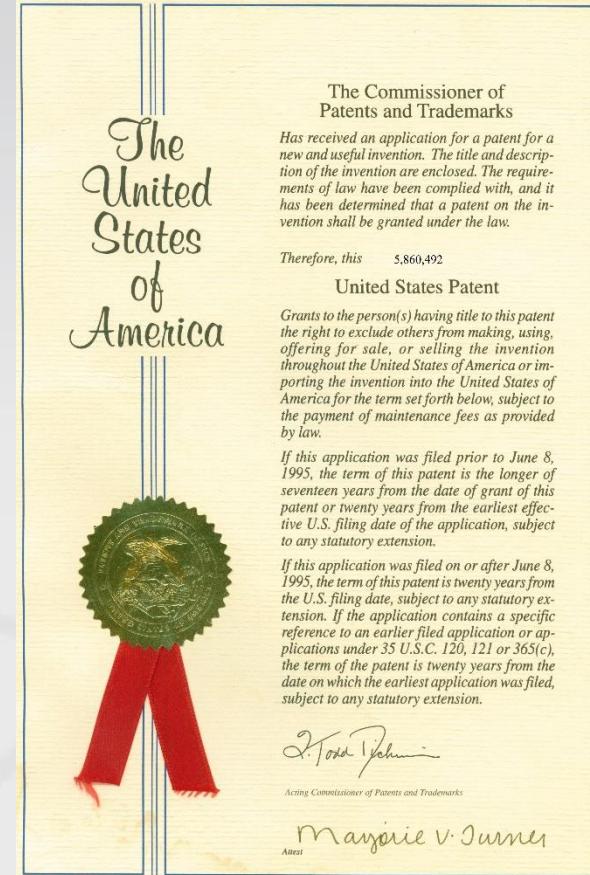 The
United
States
of
America
The Commissioner of
Patents and Trademarks
Has received an application for a patent for a
new and useful invention. The title and descrip-
tion of the invention are enclosed. The require-
ments of law have been complied with, and it
has been determined that a patent on the in-
vention shall be granted under the law.
Therefore, this 5,860,492
United States Patent
Grants to the person(s) having title to this patent
the right to exclude others from making, using,
offering for sale, or selling the invention
throughout the United States of America or im-
porting the invention into the United States of
America for the term set forth below, subject to
the payment of maintenance fees as provided
by law.
If this application was filed prior to June 8,
1995, the term of this patent is the longer of
seventeen years from the date of grant of this
patent or twenty years from the earliest effec-
tive U.S. filing date of the application, subject
to any statutory extension.
If this application was filed on or after June 8,
1995, the term of this patent is twenty years from
the U.S. filing date, subject to any statutory ex-
tension. If the application contains a specific
reference to an earlier filed application or ap-
plications under 35 U.S.C. 120, 121 or 365(c),
the term of the patent is twenty years from the
date on which the earliest application was filed,
subject to any statutory extension.
Acting Commissioner of Patents and Trademarks
Marjorie V. Turner
Attest